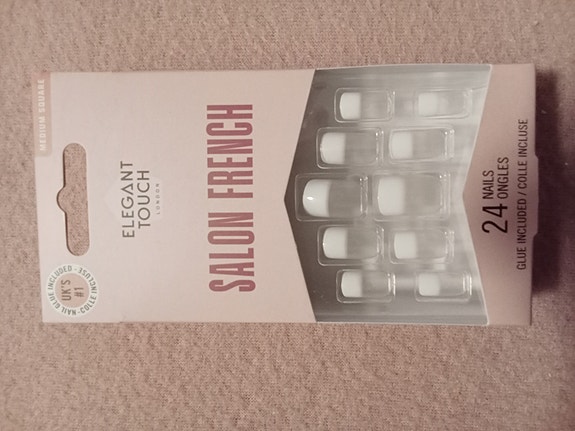 MEDIUM SQUARE
ELEGANT
TOUCH
LONDON
NAIL GLUE INCLUDED • COLLE INCLUSE •
UK'S
#1
SALON FRENCH
24 NAILS
ONGLES
GLUE INCLUDED / COLLE INCLUSE